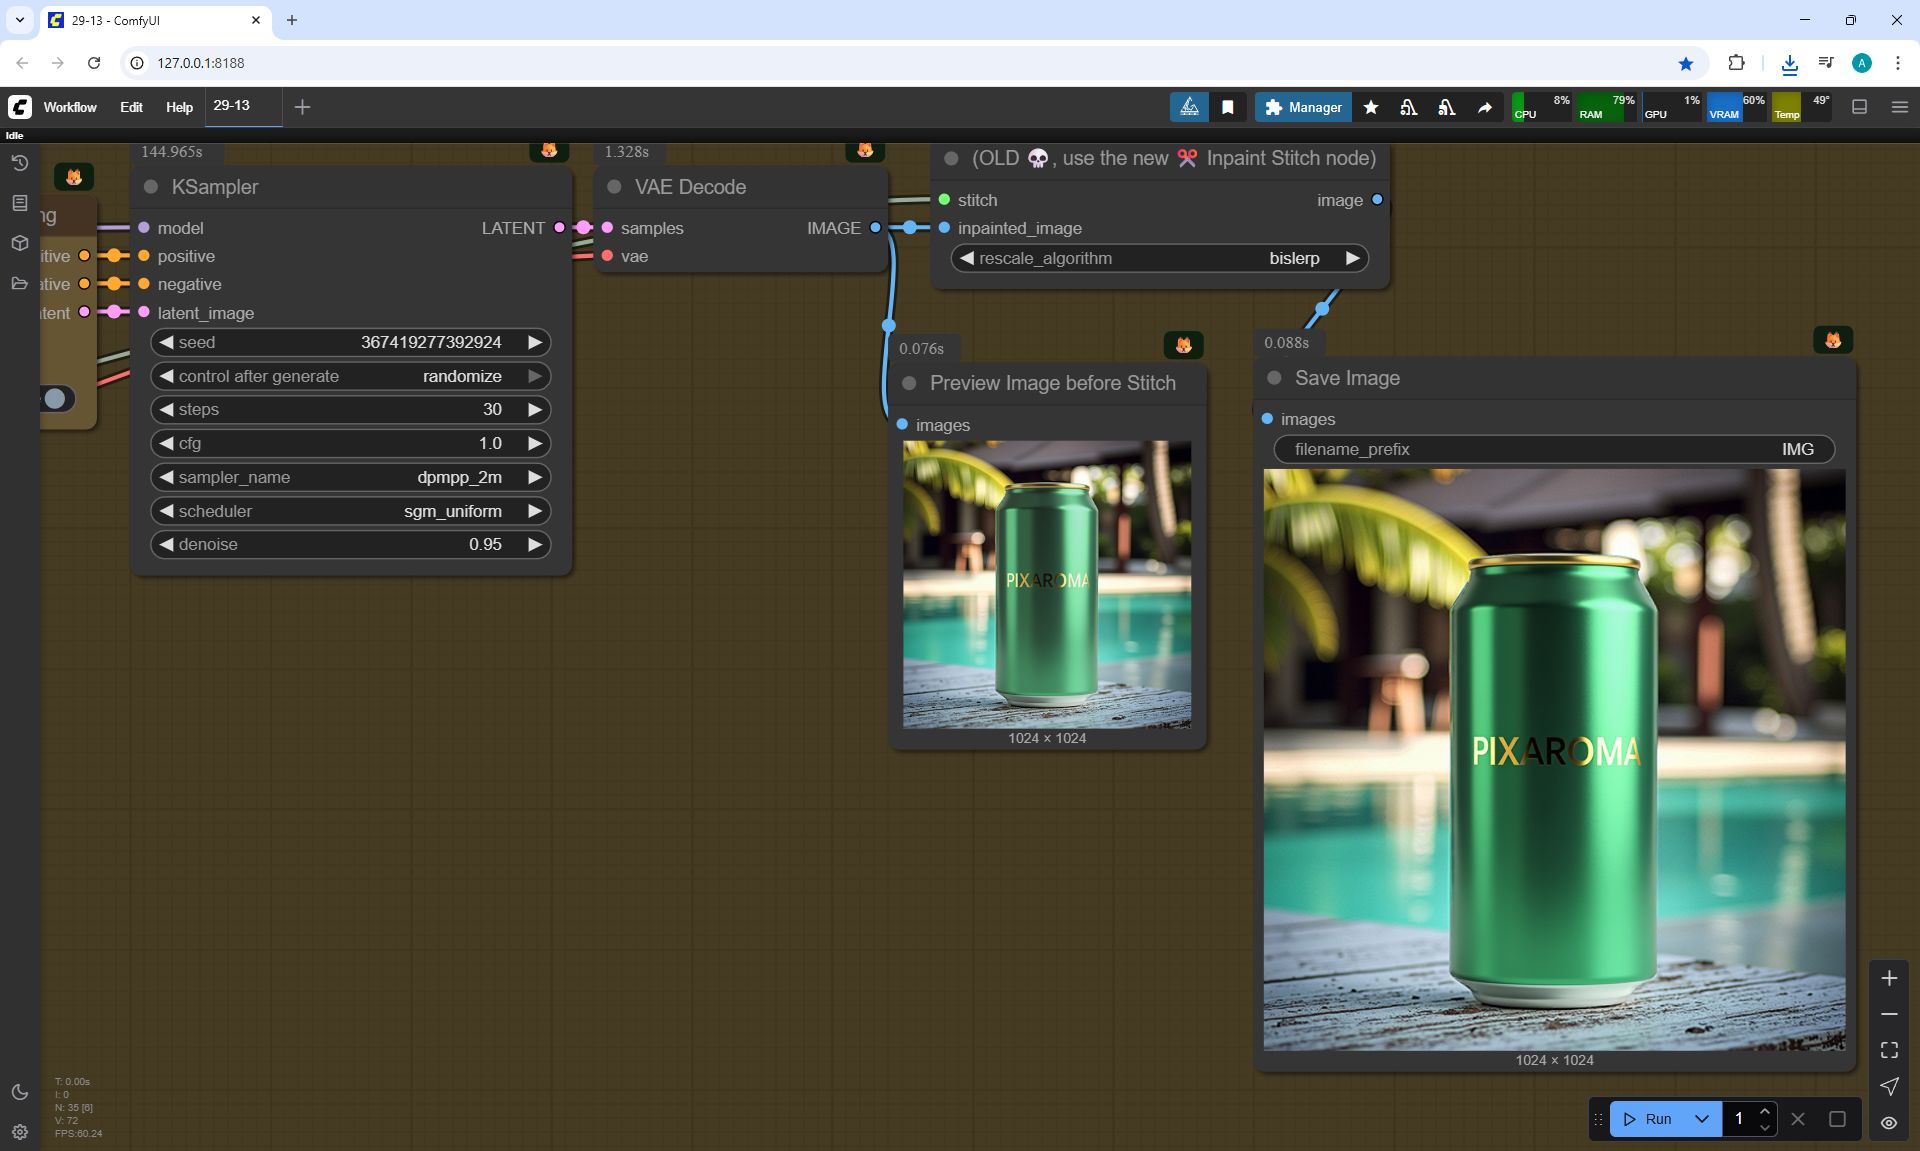 29-13 - ComfyUI
127.0.0.1:8188
Workflow Edit Help 29-13
Manager
CPU 8% RAM 79% GPU 1% VRAM 60% Temp 49°
Idle
144.965s
KSampler
model LATENT
positive
negative
latent_image
seed 367419277392924
control after generate randomize
steps 30
cfg 1.0
sampler_name dpmpp_2m
scheduler sgm_uniform
denoise 0.95
ng
itive
ative
tent
1.328s
VAE Decode
samples IMAGE
vae
(OLD 💀, use the new ✂️ Inpaint Stitch node)
stitch image
inpainted_image
rescale_algorithm bislerp
0.076s
Preview Image before Stitch
images
PIXAROMA
1024 × 1024
0.088s
Save Image
images
filename_prefix IMG
PIXAROMA
1024 × 1024
T: 0.00s
I: 0
N: 35 [6]
V: 72
FPS:60.24
Run 1
A